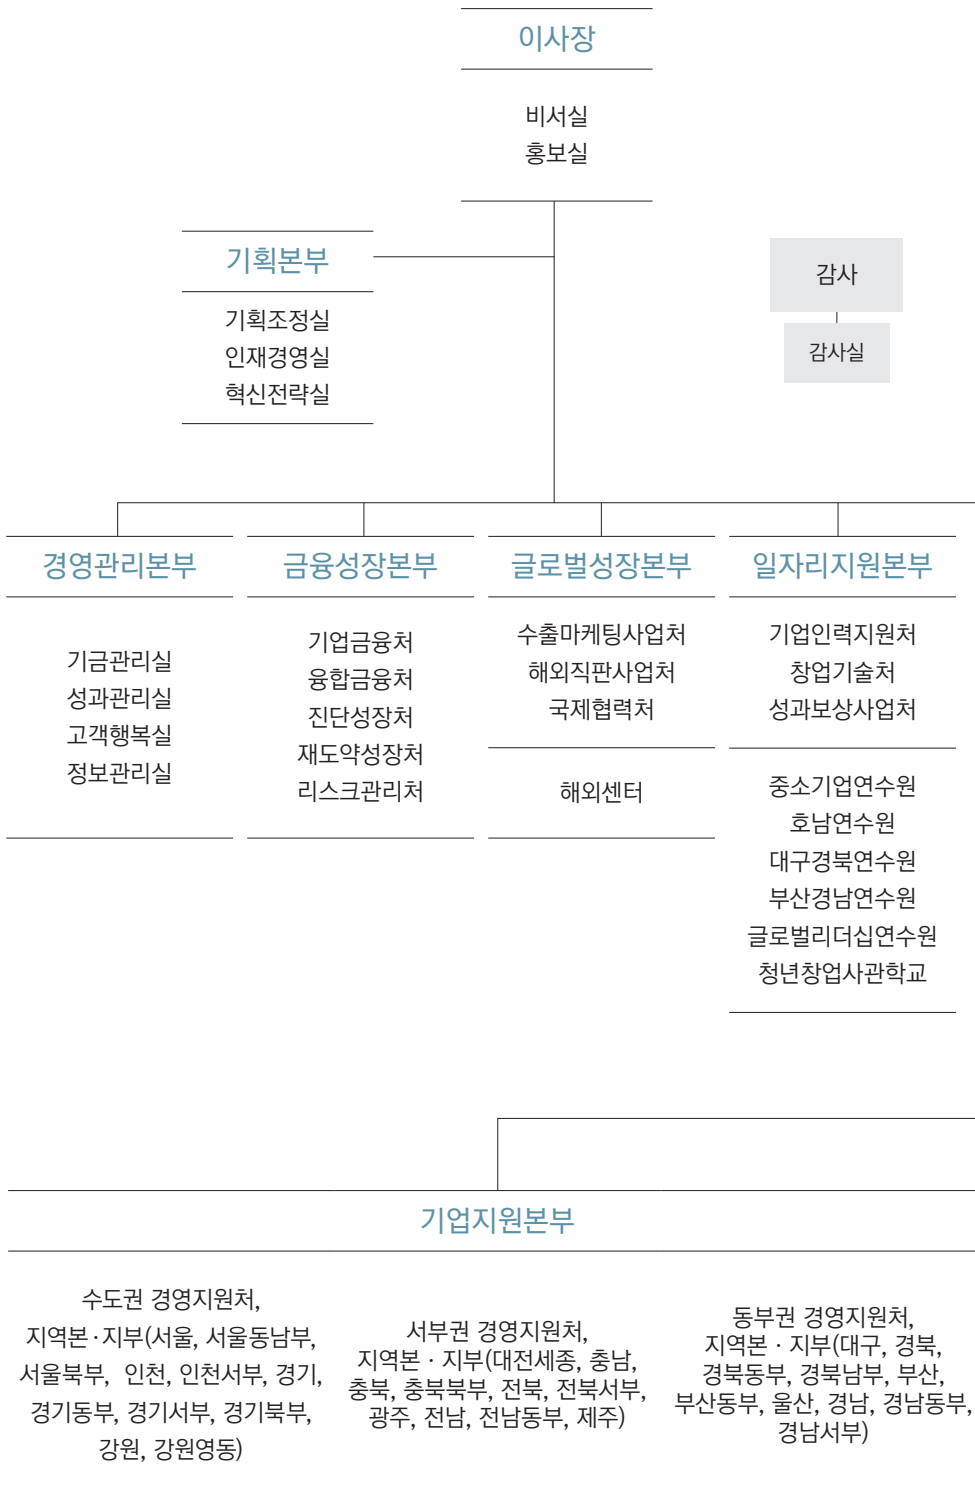 이사장
비서실
홍보실
기획본부
기획조정실
인재경영실
혁신전략실
감사
감사실
경영관리본부
기금관리실
성과관리실
고객행복실
정보관리실
금융성장본부
기업금융처
융합금융처
진단성장처
재도약성장처
리스크관리처
글로벌성장본부
수출마케팅사업처
해외직판사업처
국제협력처
해외센터
일자리지원본부
기업인력지원처
창업기술처
성과보상사업처
중소기업연수원
호남연수원
대구경북연수원
부산경남연수원
글로벌리더십연수원
청년창업사관학교
기업지원본부
수도권 경영지원처,
지역본·지부(서울, 서울동남부,
서울북부, 인천, 인천서부, 경기,
경기동부, 경기서부, 경기북부,
강원, 강원영동)
서부권 경영지원처,
지역본 · 지부(대전세종, 충남,
충북, 충북북부, 전북, 전북서부,
광주, 전남, 전남동부, 제주)
동부권 경영지원처,
지역본 · 지부(대구, 경북,
경북동부, 경북남부, 부산,
부산동부, 울산, 경남, 경남동부,
경남서부)